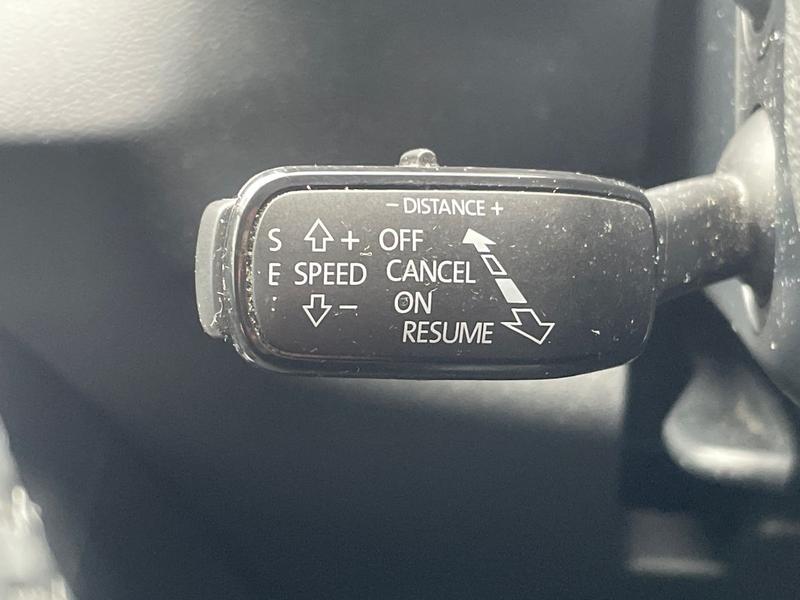 − DISTANCE +
S + OFF
E SPEED CANCEL
− ON
RESUME